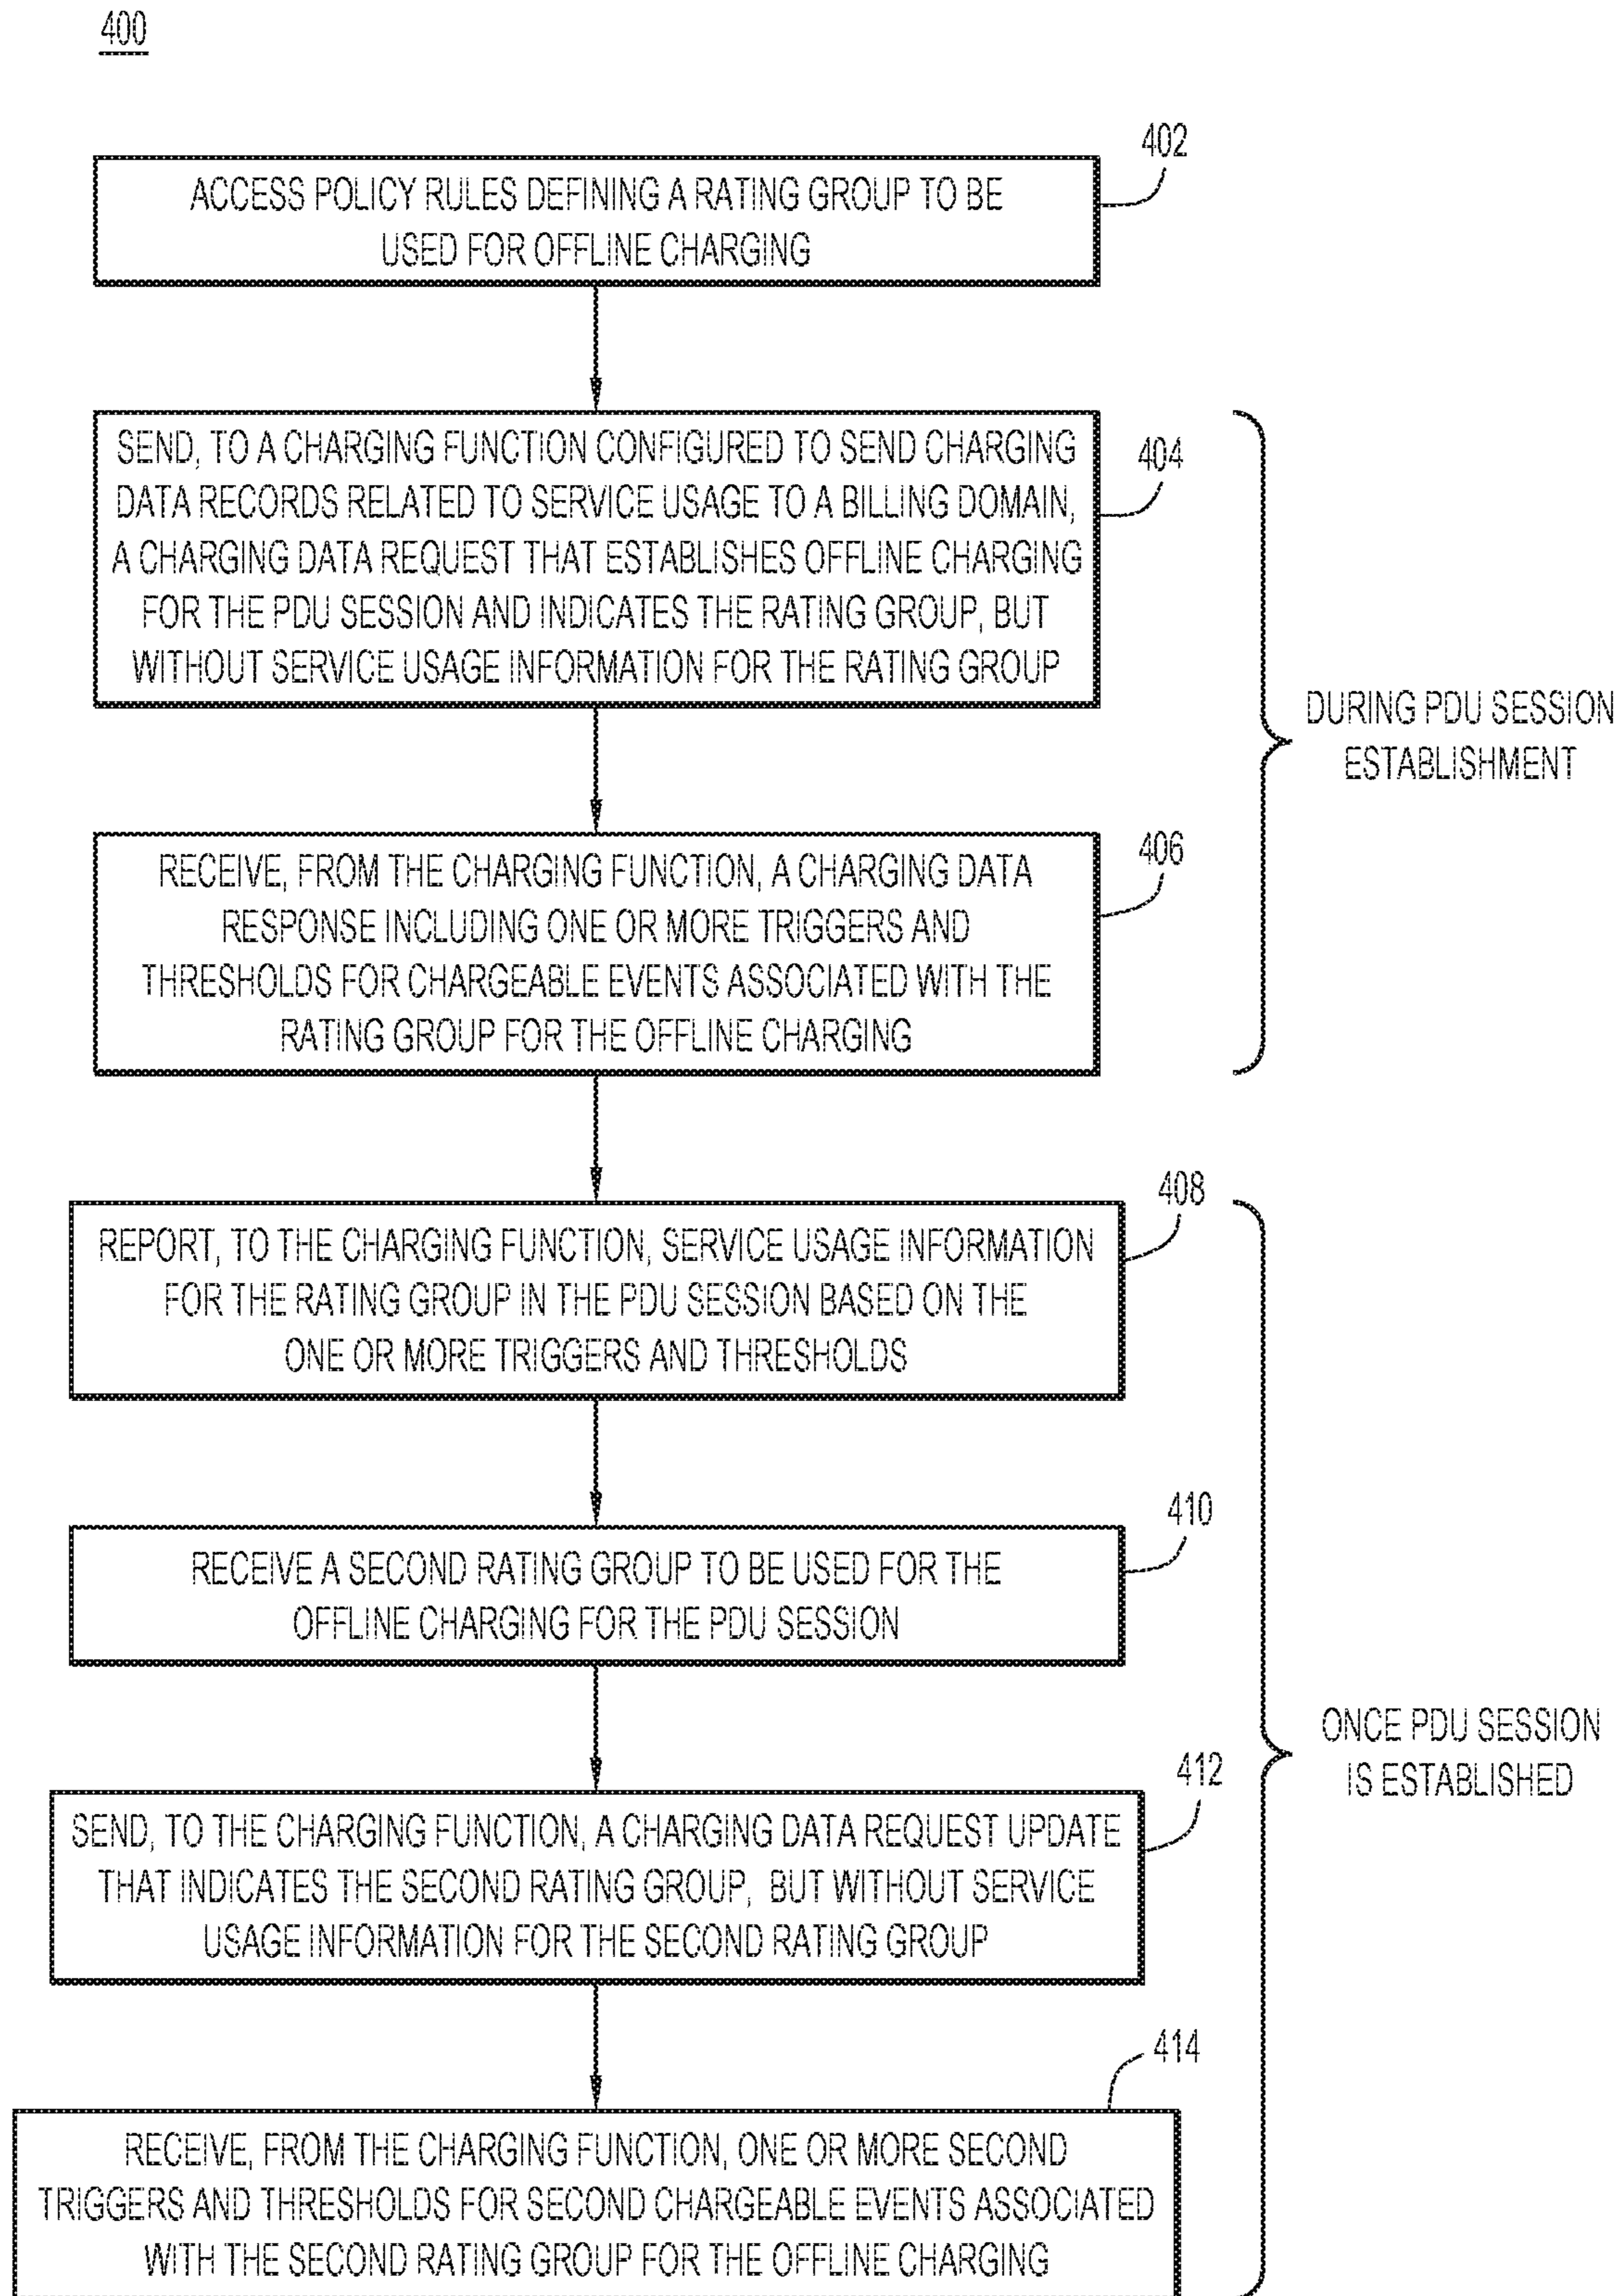 400
402
ACCESS POLICY RULES DEFINING A RATING GROUP TO BE
USED FOR OFFLINE CHARGING
404
SEND, TO A CHARGING FUNCTION CONFIGURED TO SEND CHARGING
DATA RECORDS RELATED TO SERVICE USAGE TO A BILLING DOMAIN,
A CHARGING DATA REQUEST THAT ESTABLISHES OFFLINE CHARGING
FOR THE PDU SESSION AND INDICATES THE RATING GROUP, BUT
WITHOUT SERVICE USAGE INFORMATION FOR THE RATING GROUP
DURING PDU SESSION
ESTABLISHMENT
406
RECEIVE, FROM THE CHARGING FUNCTION, A CHARGING DATA
RESPONSE INCLUDING ONE OR MORE TRIGGERS AND
THRESHOLDS FOR CHARGEABLE EVENTS ASSOCIATED WITH THE
RATING GROUP FOR THE OFFLINE CHARGING
408
REPORT, TO THE CHARGING FUNCTION, SERVICE USAGE INFORMATION
FOR THE RATING GROUP IN THE PDU SESSION BASED ON THE
ONE OR MORE TRIGGERS AND THRESHOLDS
410
RECEIVE A SECOND RATING GROUP TO BE USED FOR THE
OFFLINE CHARGING FOR THE PDU SESSION
ONCE PDU SESSION
IS ESTABLISHED
412
SEND, TO THE CHARGING FUNCTION, A CHARGING DATA REQUEST UPDATE
THAT INDICATES THE SECOND RATING GROUP, BUT WITHOUT SERVICE
USAGE INFORMATION FOR THE SECOND RATING GROUP
414
RECEIVE, FROM THE CHARGING FUNCTION, ONE OR MORE SECOND
TRIGGERS AND THRESHOLDS FOR SECOND CHARGEABLE EVENTS ASSOCIATED
WITH THE SECOND RATING GROUP FOR THE OFFLINE CHARGING